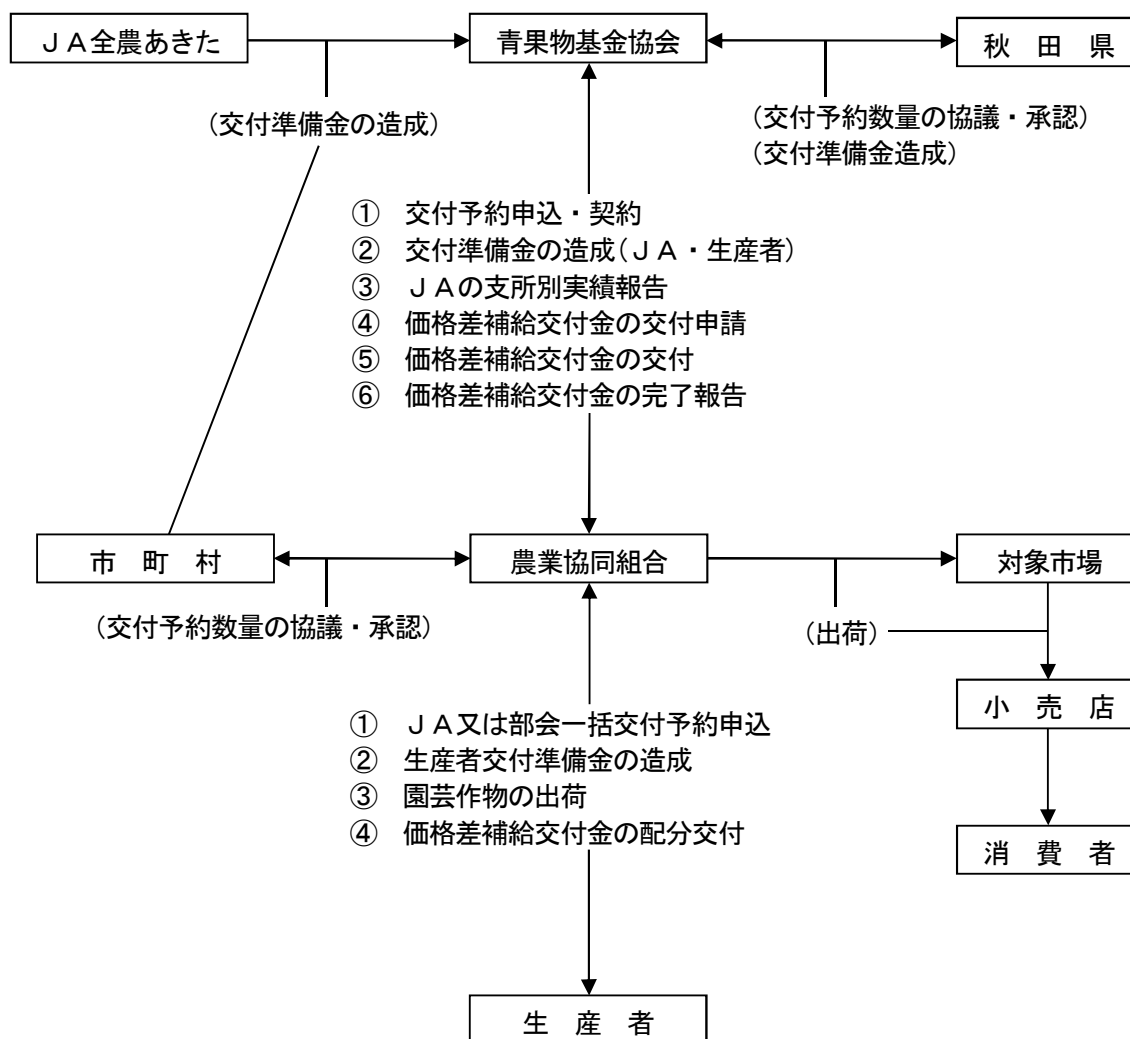 ＪＡ全農あきた
青果物基金協会
秋　田　県
（交付準備金の造成）
（交付予約数量の協議・承認）
（交付準備金造成）
①　交付予約申込・契約
②　交付準備金の造成（ＪＡ・生産者）
③　ＪＡの支所別実績報告
④　価格差補給交付金の交付申請
⑤　価格差補給交付金の交付
⑥　価格差補給交付金の完了報告
市　町　村
農業協同組合
対象市場
（交付予約数量の協議・承認）
（出荷）
小　売　店
①　ＪＡ又は部会一括交付予約申込
②　生産者交付準備金の造成
③　園芸作物の出荷
④　価格差補給交付金の配分交付
消　費　者
生　産　者